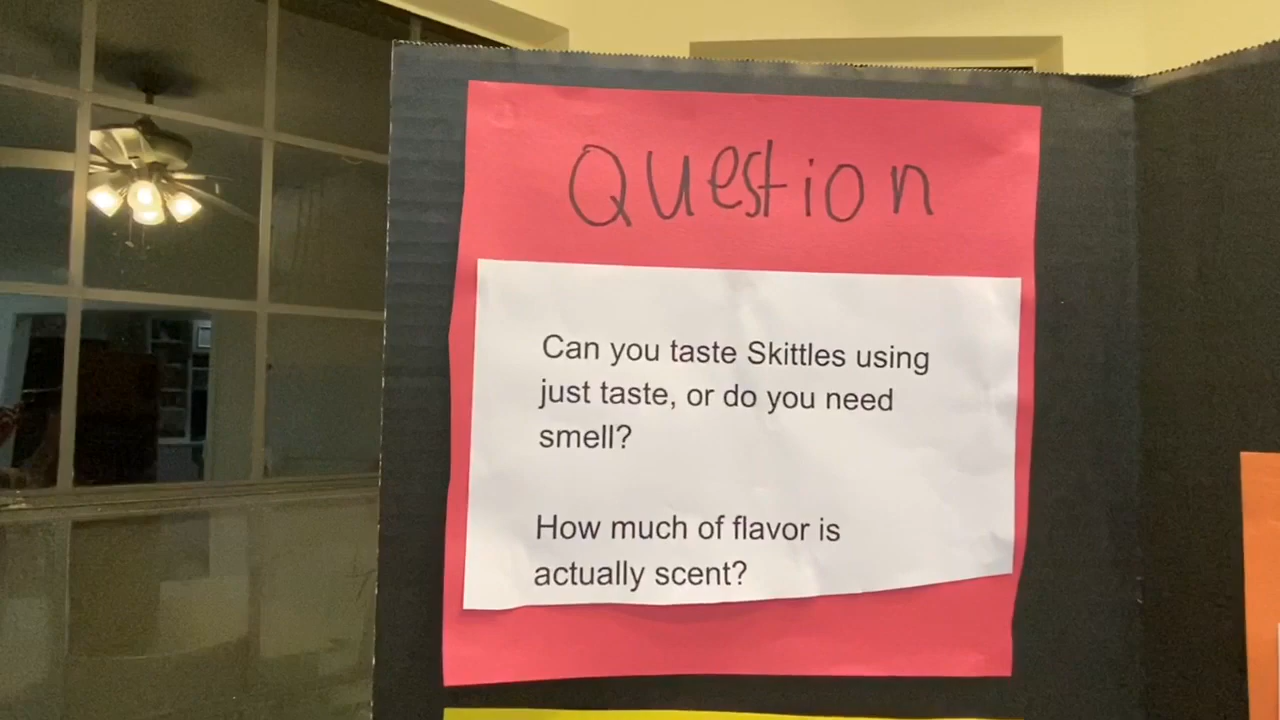 Question
Can you taste Skittles using
just taste, or do you need
smell?
How much of flavor is
actually scent?